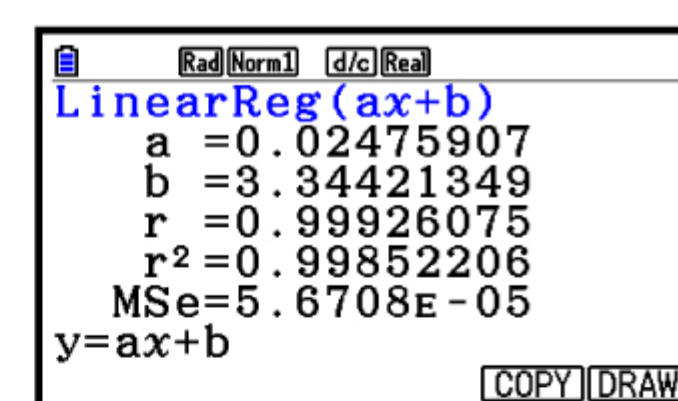 Rad Norm1 d/c Real
LinearReg(ax+b)
a =0.02475907
b =3.34421349
r =0.99926075
r²=0.99852206
MSe=5.6708ᴇ-05
y=ax+b
COPY DRAW